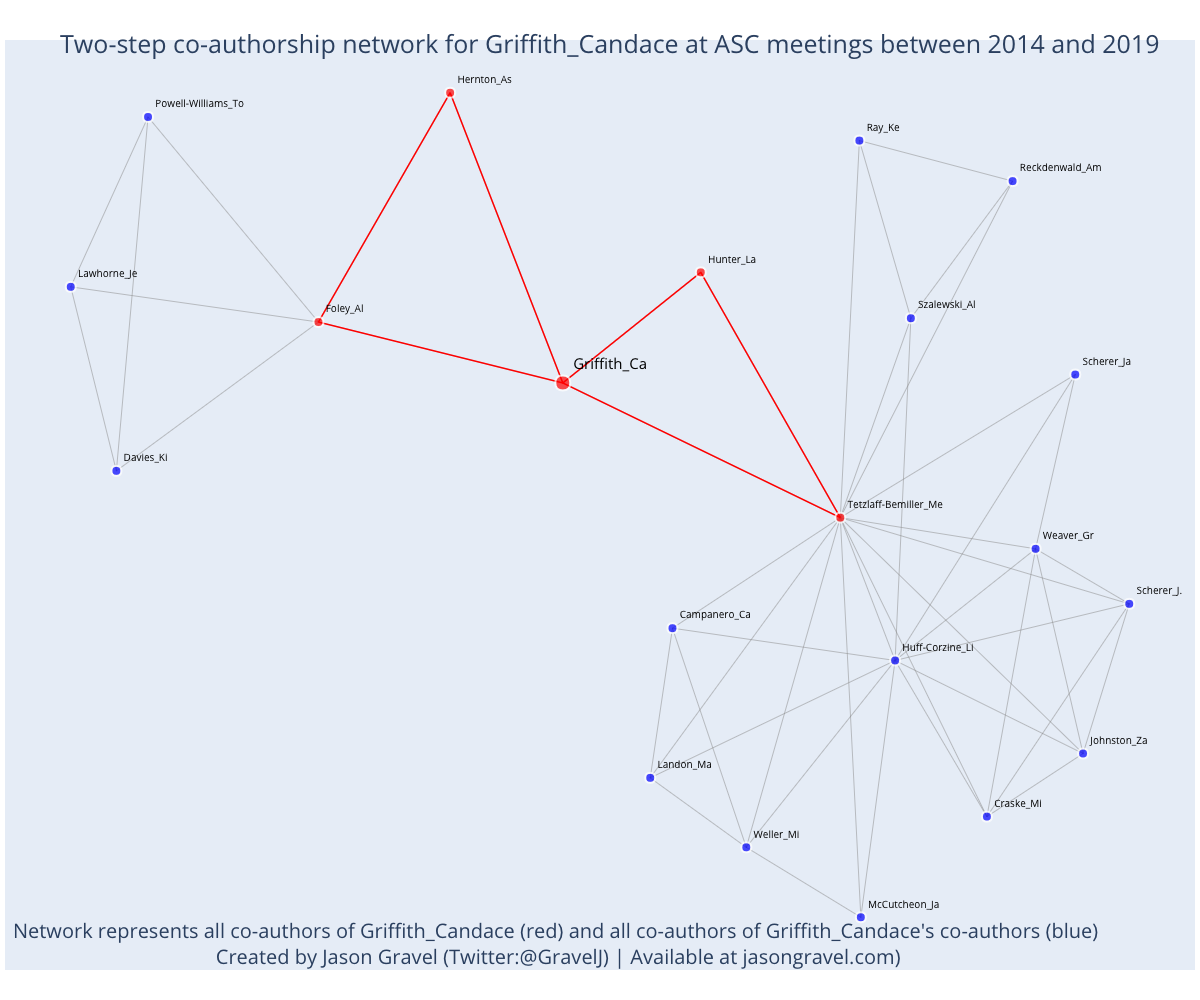 Two-step co-authorship network for Griffith_Candace at ASC meetings between 2014 and 2019
Hernton_As
Powell-Williams_To
Ray_Ke
Reckdenwald_Am
Hunter_La
Lawhorne_Je
Foley_Al
Szalewski_Al
Griffith_Ca
Scherer_Ja
Davies_Ki
Tetzlaff-Bemiller_Me
Weaver_Gr
Scherer_J.
Campanero_Ca
Huff-Corzine_Li
Johnston_Za
Landon_Ma
Craske_Mi
Weller_Mi
McCutcheon_Ja
Network represents all co-authors of Griffith_Candace (red) and all co-authors of Griffith_Candace's co-authors (blue)
Created by Jason Gravel (Twitter:@GravelJ) | Available at jasongravel.com)